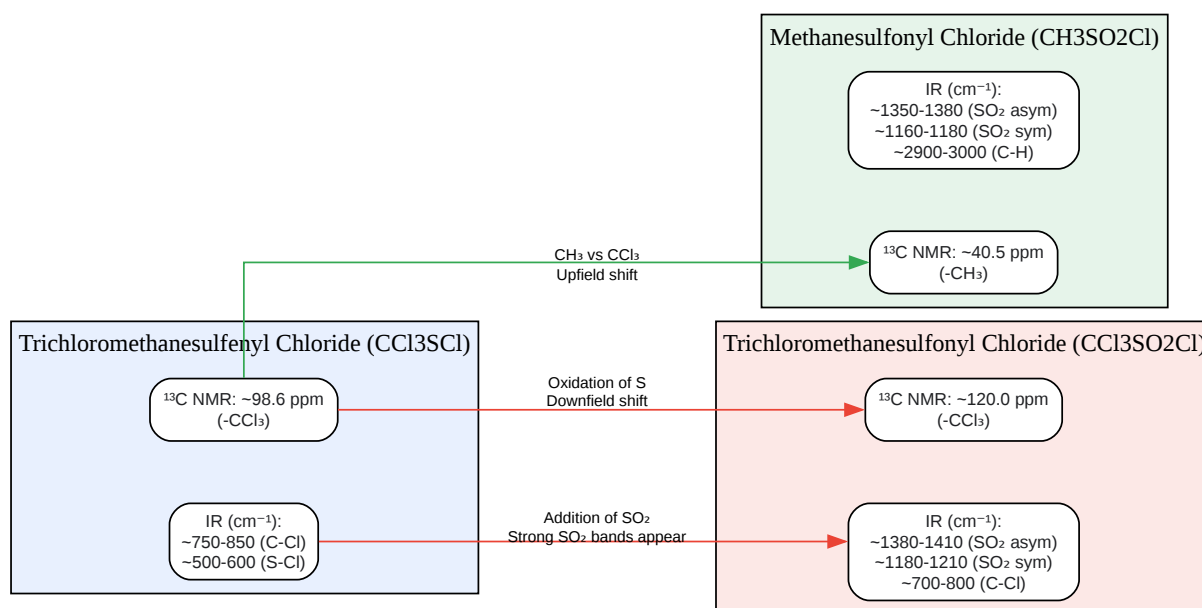 Methanesulfonyl Chloride (CH3SO2Cl)
IR (cm⁻¹):
~1350-1380 (SO₂ asym)
~1160-1180 (SO₂ sym)
~2900-3000 (C-H)
CH₃ vs CCl₃
Upfield shift
¹³C NMR: ~40.5 ppm
(-CH₃)
Trichloromethanesulfenyl Chloride (CCl3SCl)
¹³C NMR: ~98.6 ppm
(-CCl₃)
IR (cm⁻¹):
~750-850 (C-Cl)
~500-600 (S-Cl)
Oxidation of S
Downfield shift
Addition of SO₂
Strong SO₂ bands appear
Trichloromethanesulfonyl Chloride (CCl3SO2Cl)
¹³C NMR: ~120.0 ppm
(-CCl₃)
IR (cm⁻¹):
~1380-1410 (SO₂ asym)
~1180-1210 (SO₂ sym)
~700-800 (C-Cl)